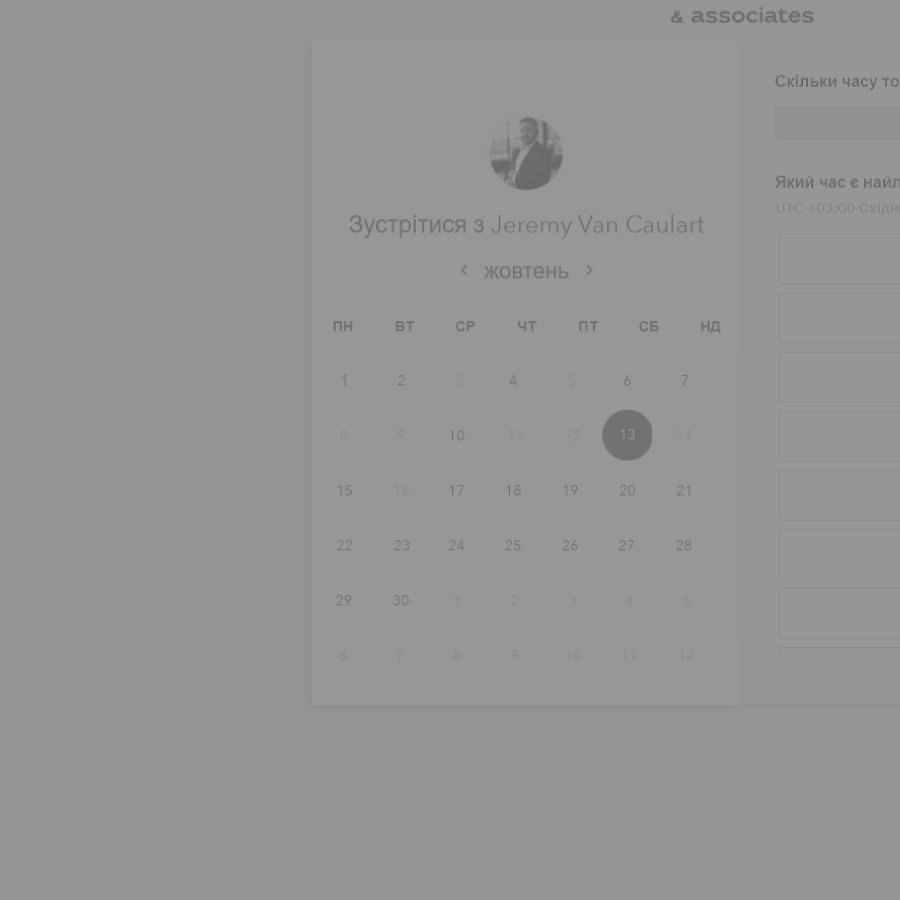 & associates
Зустрітися з Jeremy Van Caulart
жовтень
ПН ВТ СР ЧТ ПТ СБ НД
1 2 3 4 5 6 7
8 9 10 11 12 13 14
15 16 17 18 19 20 21
22 23 24 25 26 27 28
29 30 1 2 3 4 5
6 7 8 9 10 11 12
Скільки часу
Який час є
UTC +03:00